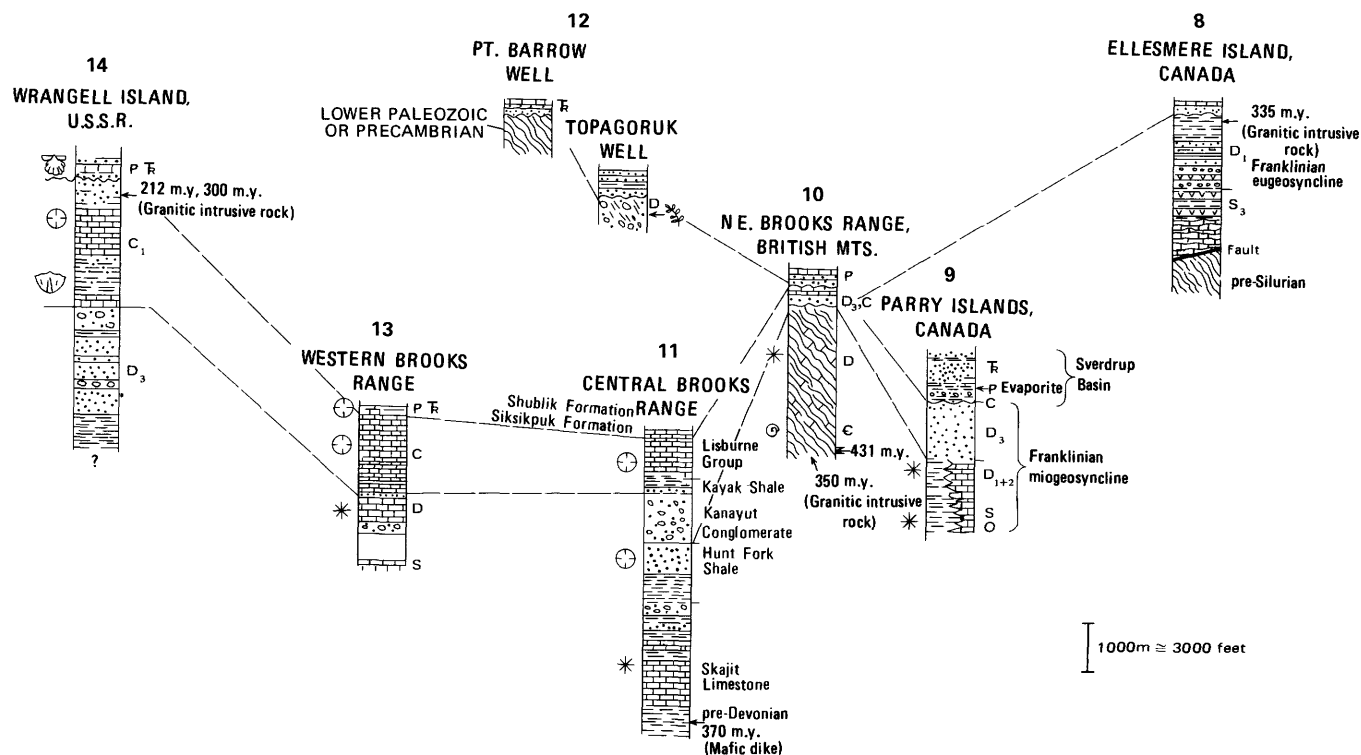 14
WRANGELL ISLAND,
U.S.S.R.
P TR
212 m.y, 300 m.y.
(Granitic intrusive rock)
C1
D3
?
12
PT. BARROW
WELL
TR
LOWER PALEOZOIC
OR PRECAMBRIAN
TOPAGORUK
WELL
D
8
ELLESMERE ISLAND,
CANADA
335 m.y.
(Granitic intrusive
rock)
D1
Franklinian
eugeosyncline
S3
Fault
pre-Silurian
10
N.E. BROOKS RANGE,
BRITISH MTS.
P
D3,C
D
Є
431 m.y.
350 m.y.
(Granitic intrusive
rock)
9
PARRY ISLANDS,
CANADA
TR
P Evaporite
C
Sverdrup
Basin
D3
D1+2
S
O
Franklinian
miogeosyncline
13
WESTERN BROOKS
RANGE
P TR
C
D
S
11
CENTRAL BROOKS
RANGE
Shublik Formation
Siksikpuk Formation
Lisburne
Group
Kayak Shale
Kanayut
Conglomerate
Hunt Fork
Shale
Skajit
Limestone
pre-Devonian
370 m.y.
(Mafic dike)
1000m ≅ 3000 feet